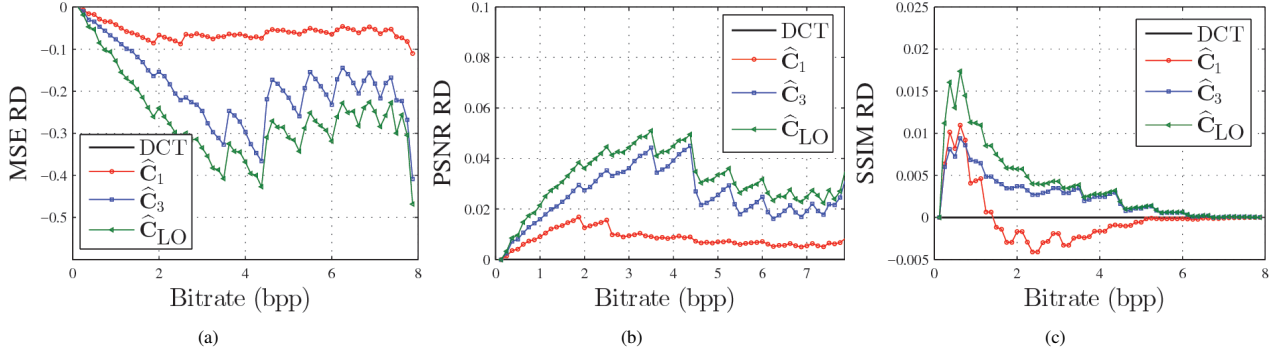 0
-0.1
-0.2
-0.3
-0.4
-0.5
MSE RD
0 2 4 6 8
Bitrate (bpp)
DCT
Ĉ₁
Ĉ₃
Ĉ_LO
(a)
0.1
0.08
0.06
0.04
0.02
0
PSNR RD
0 1 2 3 4 5 6 7
Bitrate (bpp)
DCT
Ĉ₁
Ĉ₃
Ĉ_LO
(b)
0.025
0.02
0.015
0.01
0.005
0
-0.005
SSIM RD
0 2 4 6 8
Bitrate (bpp)
DCT
Ĉ₁
Ĉ₃
Ĉ_LO
(c)